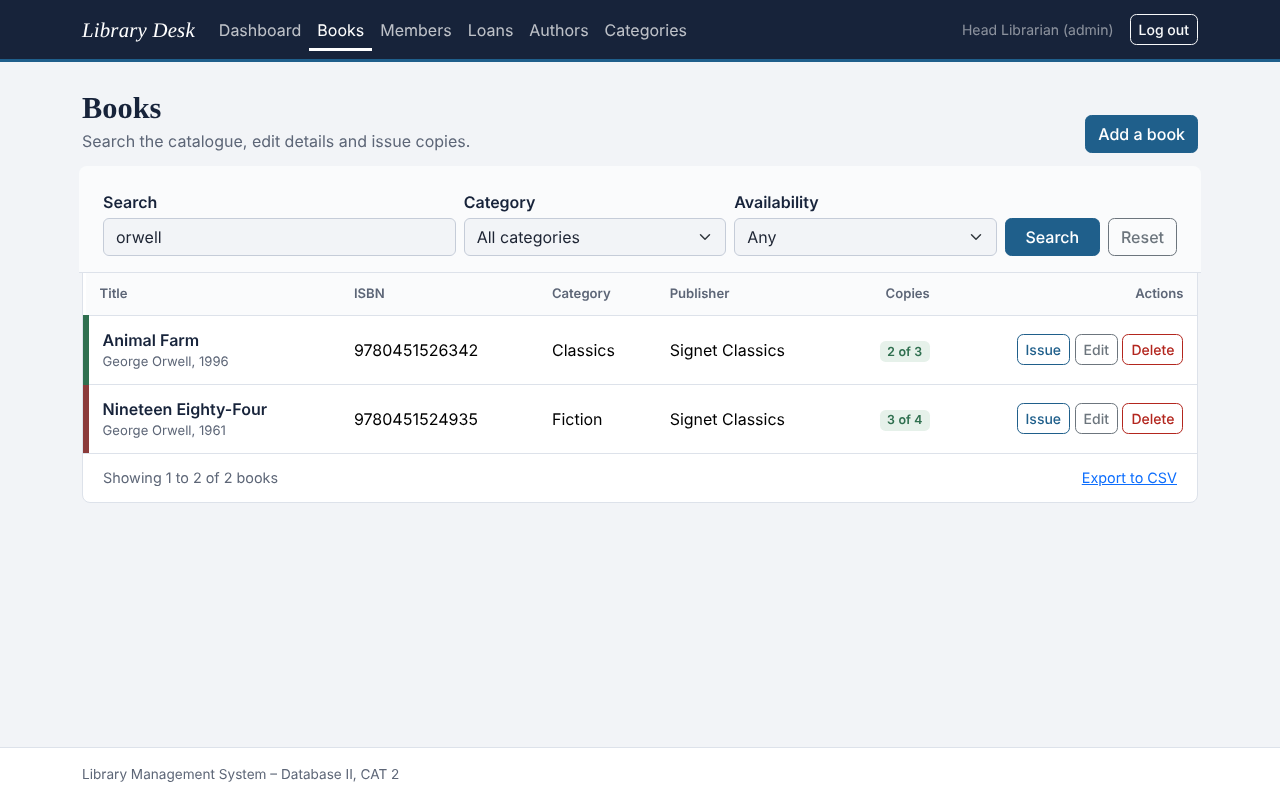 Library Desk Dashboard Books Members Loans Authors Categories Head Librarian (admin) Log out
Books
Search the catalogue, edit details and issue copies.
Add a book
Search Category Availability
orwell All categories Any Search Reset
Title ISBN Category Publisher Copies Actions
Animal Farm
George Orwell, 1996
9780451526342 Classics Signet Classics 2 of 3 Issue Edit Delete
Nineteen Eighty-Four
George Orwell, 1961
9780451524935 Fiction Signet Classics 3 of 4 Issue Edit Delete
Showing 1 to 2 of 2 books Export to CSV
Library Management System – Database II, CAT 2